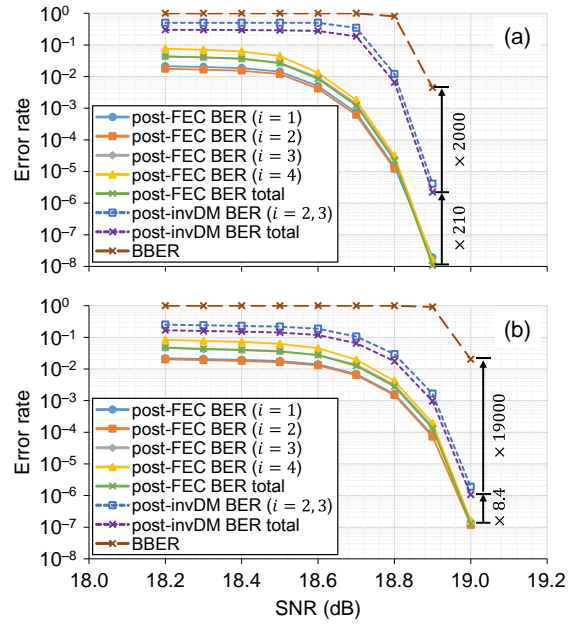 (a)
Error rate
10⁰
10⁻¹
10⁻²
10⁻³
10⁻⁴
10⁻⁵
10⁻⁶
10⁻⁷
10⁻⁸
post-FEC BER (i = 1)
post-FEC BER (i = 2)
post-FEC BER (i = 3)
post-FEC BER (i = 4)
post-FEC BER total
post-invDM BER (i = 2, 3)
post-invDM BER total
BBER
× 2000
× 210
(b)
Error rate
10⁰
10⁻¹
10⁻²
10⁻³
10⁻⁴
10⁻⁵
10⁻⁶
10⁻⁷
10⁻⁸
post-FEC BER (i = 1)
post-FEC BER (i = 2)
post-FEC BER (i = 3)
post-FEC BER (i = 4)
post-FEC BER total
post-invDM BER (i = 2, 3)
post-invDM BER total
BBER
× 19000
× 8.4
18.0 18.2 18.4 18.6 18.8 19.0 19.2
SNR (dB)